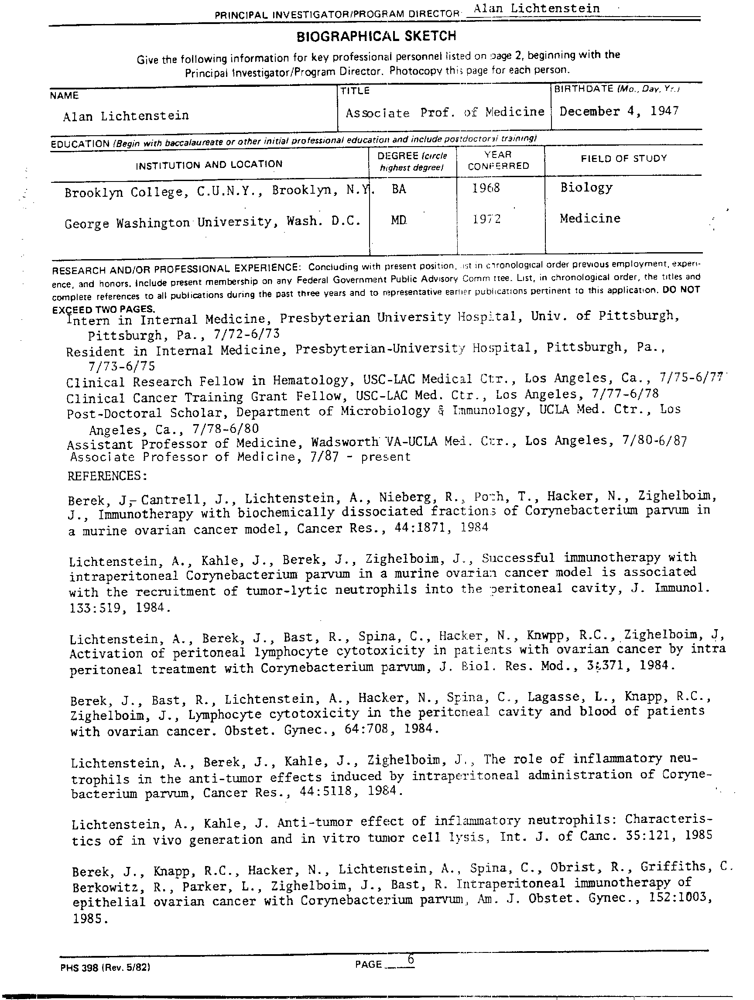 PRINCIPAL INVESTIGATOR/PROGRAM DIRECTOR: Alan Lichtenstein
BIOGRAPHICAL SKETCH
Give the following information for key professional personnel listed on page 2, beginning with the
Principal Investigator/Program Director. Photocopy this page for each person.
NAME TITLE BIRTHDATE (Mo., Day, Yr.)
Alan Lichtenstein Associate Prof. of Medicine December 4, 1947
EDUCATION (Begin with baccalaureate or other initial professional education and include postdoctoral training)
INSTITUTION AND LOCATION DEGREE (circle highest degree) YEAR CONFERRED FIELD OF STUDY
Brooklyn College, C.U.N.Y., Brooklyn, N.Y. BA 1968 Biology
George Washington University, Wash. D.C. MD 1972 Medicine
RESEARCH AND/OR PROFESSIONAL EXPERIENCE: Concluding with present position, list in chronological order previous employment, experi-
ence, and honors. Include present membership on any Federal Government Public Advisory Committee. List, in chronological order, the titles and
complete references to all publications during the past three years and to representative earlier publications pertinent to this application. DO NOT
EXCEED TWO PAGES.
Intern in Internal Medicine, Presbyterian University Hospital, Univ. of Pittsburgh,
Pittsburgh, Pa., 7/72-6/73
Resident in Internal Medicine, Presbyterian-University Hospital, Pittsburgh, Pa.,
7/73-6/75
Clinical Research Fellow in Hematology, USC-LAC Medical Ctr., Los Angeles, Ca., 7/75-6/77
Clinical Cancer Training Grant Fellow, USC-LAC Med. Ctr., Los Angeles, 7/77-6/78
Post-Doctoral Scholar, Department of Microbiology & Immunology, UCLA Med. Ctr., Los
Angeles, Ca., 7/78-6/80
Assistant Professor of Medicine, Wadsworth VA-UCLA Med. Ctr., Los Angeles, 7/80-6/87
Associate Professor of Medicine, 7/87 - present
REFERENCES:
Berek, J., Cantrell, J., Lichtenstein, A., Nieberg, R., Poth, T., Hacker, N., Zighelboim,
J., Immunotherapy with biochemically dissociated fractions of Corynebacterium parvum in
a murine ovarian cancer model, Cancer Res., 44:1871, 1984
Lichtenstein, A., Kahle, J., Berek, J., Zighelboim, J., Successful immunotherapy with
intraperitoneal Corynebacterium parvum in a murine ovarian cancer model is associated
with the recruitment of tumor-lytic neutrophils into the peritoneal cavity, J. Immunol.
133:519, 1984.
Lichtenstein, A., Berek, J., Bast, R., Spina, C., Hacker, N., Knwpp, R.C., Zighelboim, J,
Activation of peritoneal lymphocyte cytotoxicity in patients with ovarian cancer by intra
peritoneal treatment with Corynebacterium parvum, J. Biol. Res. Mod., 3:371, 1984.
Berek, J., Bast, R., Lichtenstein, A., Hacker, N., Spina, C., Lagasse, L., Knapp, R.C.,
Zighelboim, J., Lymphocyte cytotoxicity in the peritoneal cavity and blood of patients
with ovarian cancer. Obstet. Gynec., 64:708, 1984.
Lichtenstein, A., Berek, J., Kahle, J., Zighelboim, J., The role of inflammatory neu-
trophils in the anti-tumor effects induced by intraperitoneal administration of Coryne-
bacterium parvum, Cancer Res., 44:5118, 1984.
Lichtenstein, A., Kahle, J. Anti-tumor effect of inflammatory neutrophils: Characteris-
tics of in vivo generation and in vitro tumor cell lysis, Int. J. of Canc. 35:121, 1985
Berek, J., Knapp, R.C., Hacker, N., Lichtenstein, A., Spina, C., Obrist, R., Griffiths, C.
Berkowitz, R., Parker, L., Zighelboim, J., Bast, R. Intraperitoneal immunotherapy of
epithelial ovarian cancer with Corynebacterium parvum, Am. J. Obstet. Gynec., 152:1003,
1985.
PHS 398 (Rev. 5/82) PAGE 6